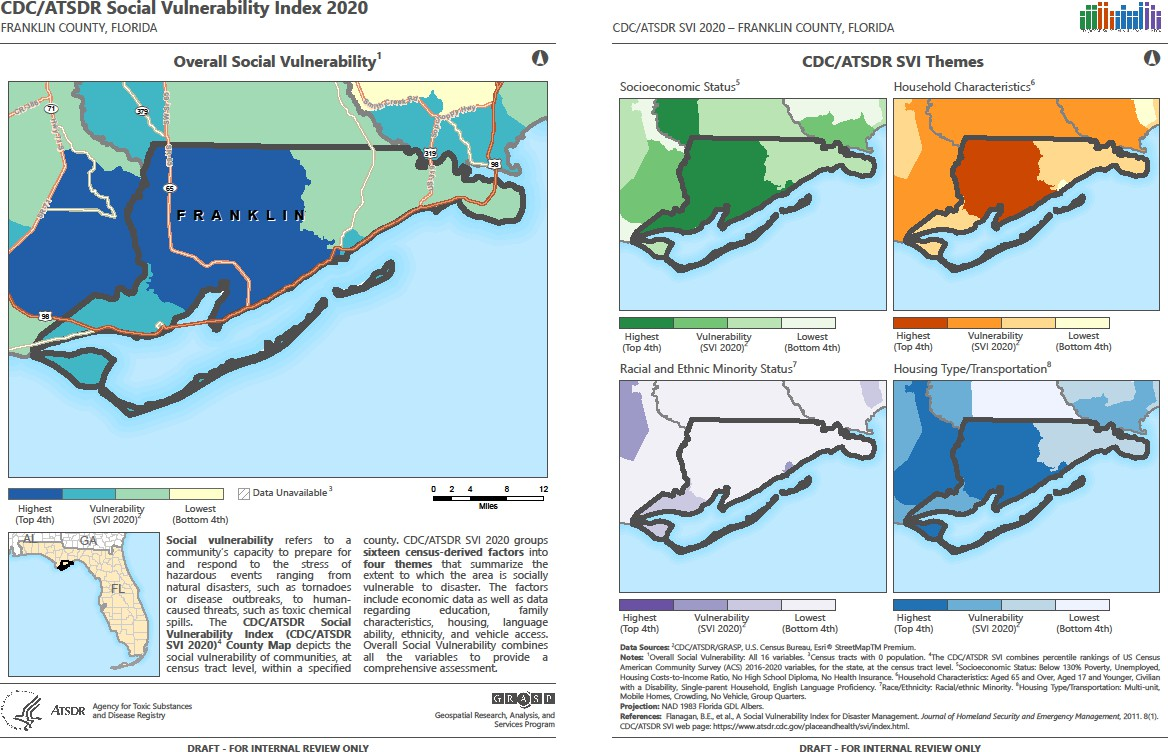 CDC/ATSDR Social Vulnerability Index 2020
FRANKLIN COUNTY, FLORIDA
Overall Social Vulnerability1
71
379
65
319
98
FRANKLIN
98
Highest
(Top 4th)
Vulnerability
(SVI 2020)2
Lowest
(Bottom 4th)
Data Unavailable3
0 2 4 8 12
Miles
AL
GA
FL
Social vulnerability refers to a
community's capacity to prepare for
and respond to the stress of
hazardous events ranging from
natural disasters, such as tornadoes
or disease outbreaks, to human-
caused threats, such as toxic chemical
spills. The CDC/ATSDR Social
Vulnerability Index (CDC/ATSDR
SVI 2020)4 County Map depicts the
social vulnerability of communities, at
census tract level, within a specified
county. CDC/ATSDR SVI 2020 groups
sixteen census-derived factors into
four themes that summarize the
extent to which the area is socially
vulnerable to disaster. The factors
include economic data as well as data
regarding education, family
characteristics, housing, language
ability, ethnicity, and vehicle access.
Overall Social Vulnerability combines
all the variables to provide a
comprehensive assessment.
ATSDR
Agency for Toxic Substances
and Disease Registry
GRASP
Geospatial Research, Analysis, and
Services Program
DRAFT - FOR INTERNAL REVIEW ONLY
CDC/ATSDR SVI 2020 – FRANKLIN COUNTY, FLORIDA
CDC/ATSDR SVI Themes
Socioeconomic Status5
Household Characteristics6
Highest
(Top 4th)
Vulnerability
(SVI 2020)2
Lowest
(Bottom 4th)
Highest
(Top 4th)
Vulnerability
(SVI 2020)2
Lowest
(Bottom 4th)
Racial and Ethnic Minority Status7
Housing Type/Transportation8
Highest
(Top 4th)
Vulnerability
(SVI 2020)2
Lowest
(Bottom 4th)
Highest
(Top 4th)
Vulnerability
(SVI 2020)2
Lowest
(Bottom 4th)
Data Sources: 2CDC/ATSDR/GRASP, U.S. Census Bureau, Esri® StreetMapTM Premium.
Notes: 1Overall Social Vulnerability: All 16 variables. 3Census tracts with 0 population. 4The CDC/ATSDR SVI combines percentile rankings of US Census
American Community Survey (ACS) 2016-2020 variables, for the state, at the census tract level. 5Socioeconomic Status: Below 130% Poverty, Unemployed,
Housing Costs-to-Income Ratio, No High School Diploma, No Health Insurance. 6Household Characteristics: Aged 65 and Over, Aged 17 and Younger, Civilian
with a Disability, Single-parent Household, English Language Proficiency. 7Race/Ethnicity: Racial/ethnic Minority. 8Housing Type/Transportation: Multi-unit,
Mobile Homes, Crowding, No Vehicle, Group Quarters.
Projection: NAD 1983 Florida GDL Albers.
References: Flanagan, B.E., et al., A Social Vulnerability Index for Disaster Management. Journal of Homeland Security and Emergency Management, 2011. 8(1).
CDC/ATSDR SVI web page: https://www.atsdr.cdc.gov/placeandhealth/svi/index.html.
DRAFT - FOR INTERNAL REVIEW ONLY